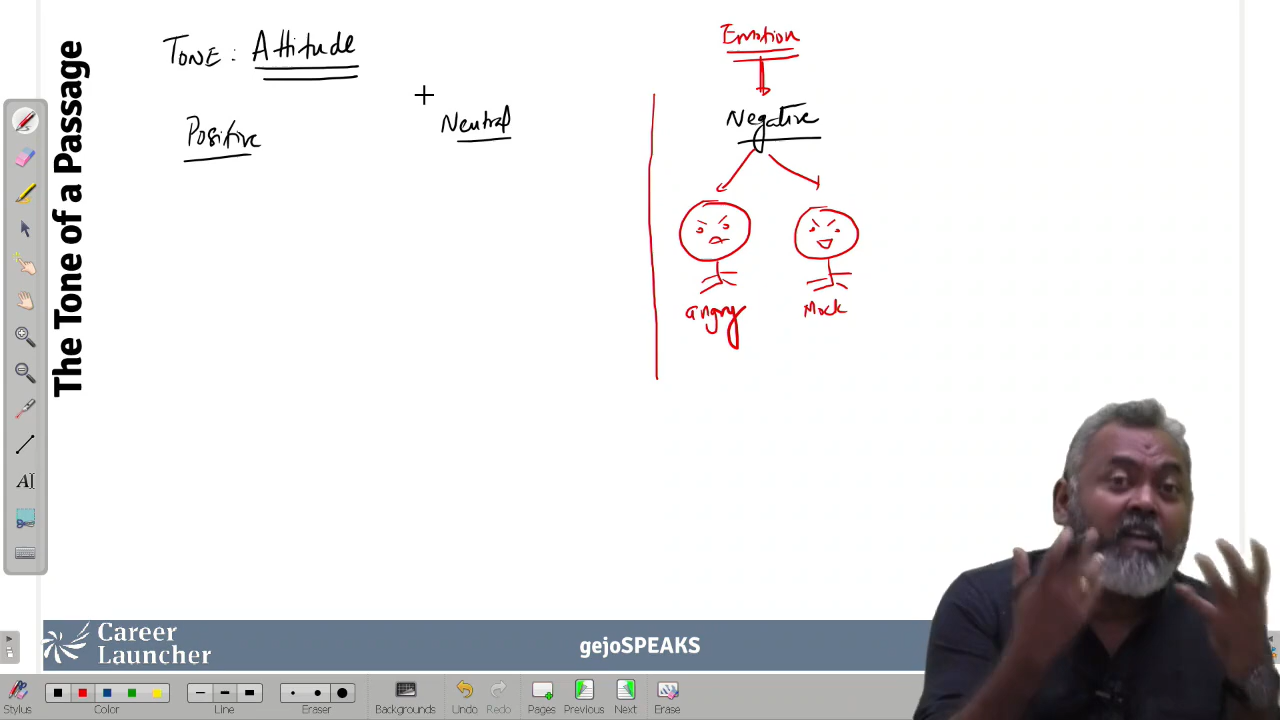 The Tone of a Passage
TONE : Attitude
Positive
Neutral
Emotion
Negative
angry
Mock
AI
Career
Launcher
gejoSPEAKS
Stylus
Color
Line
Eraser
Backgrounds
Undo
Redo
Pages
Previous
Next
Erase